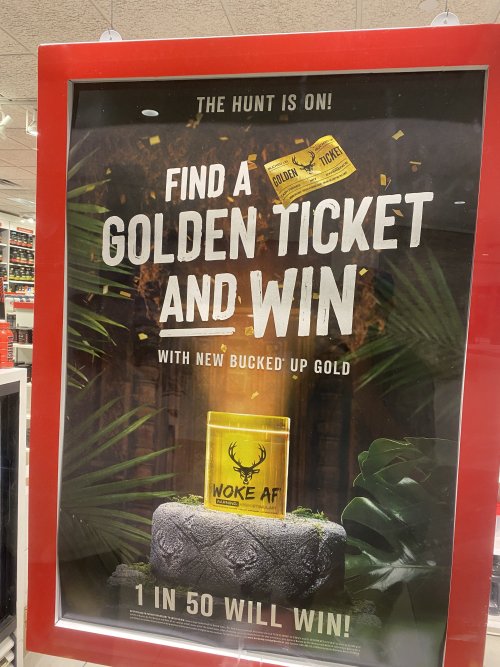 THE HUNT IS ON!
GOLDEN TICKET
FIND A
GOLDEN TICKET
AND WIN
WITH NEW BUCKED® UP GOLD
WOKE AF
1 IN 50 WILL WIN!